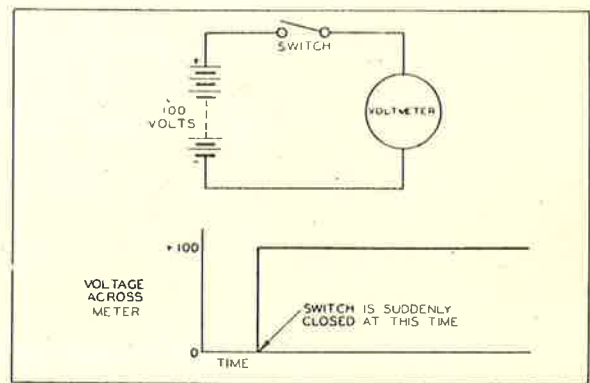 SWITCH
+
100
VOLTS
-
VOLTMETER
+100
VOLTAGE
ACROSS
METER
SWITCH IS SUDDENLY
CLOSED AT THIS TIME
0
TIME